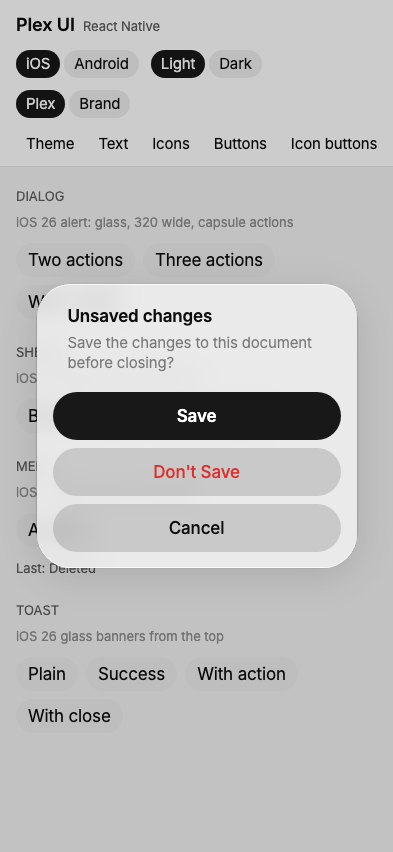 Plex UI React Native
iOS Android Light Dark
Plex Brand
Theme Text Icons Buttons Icon buttons
DIALOG
iOS 26 alert: glass, 320 wide, capsule actions
Two actions Three actions
Unsaved changes
Save the changes to this document
before closing?
Save
Don't Save
Cancel
Last: Deleted
TOAST
iOS 26 glass banners from the top
Plain Success With action
With close